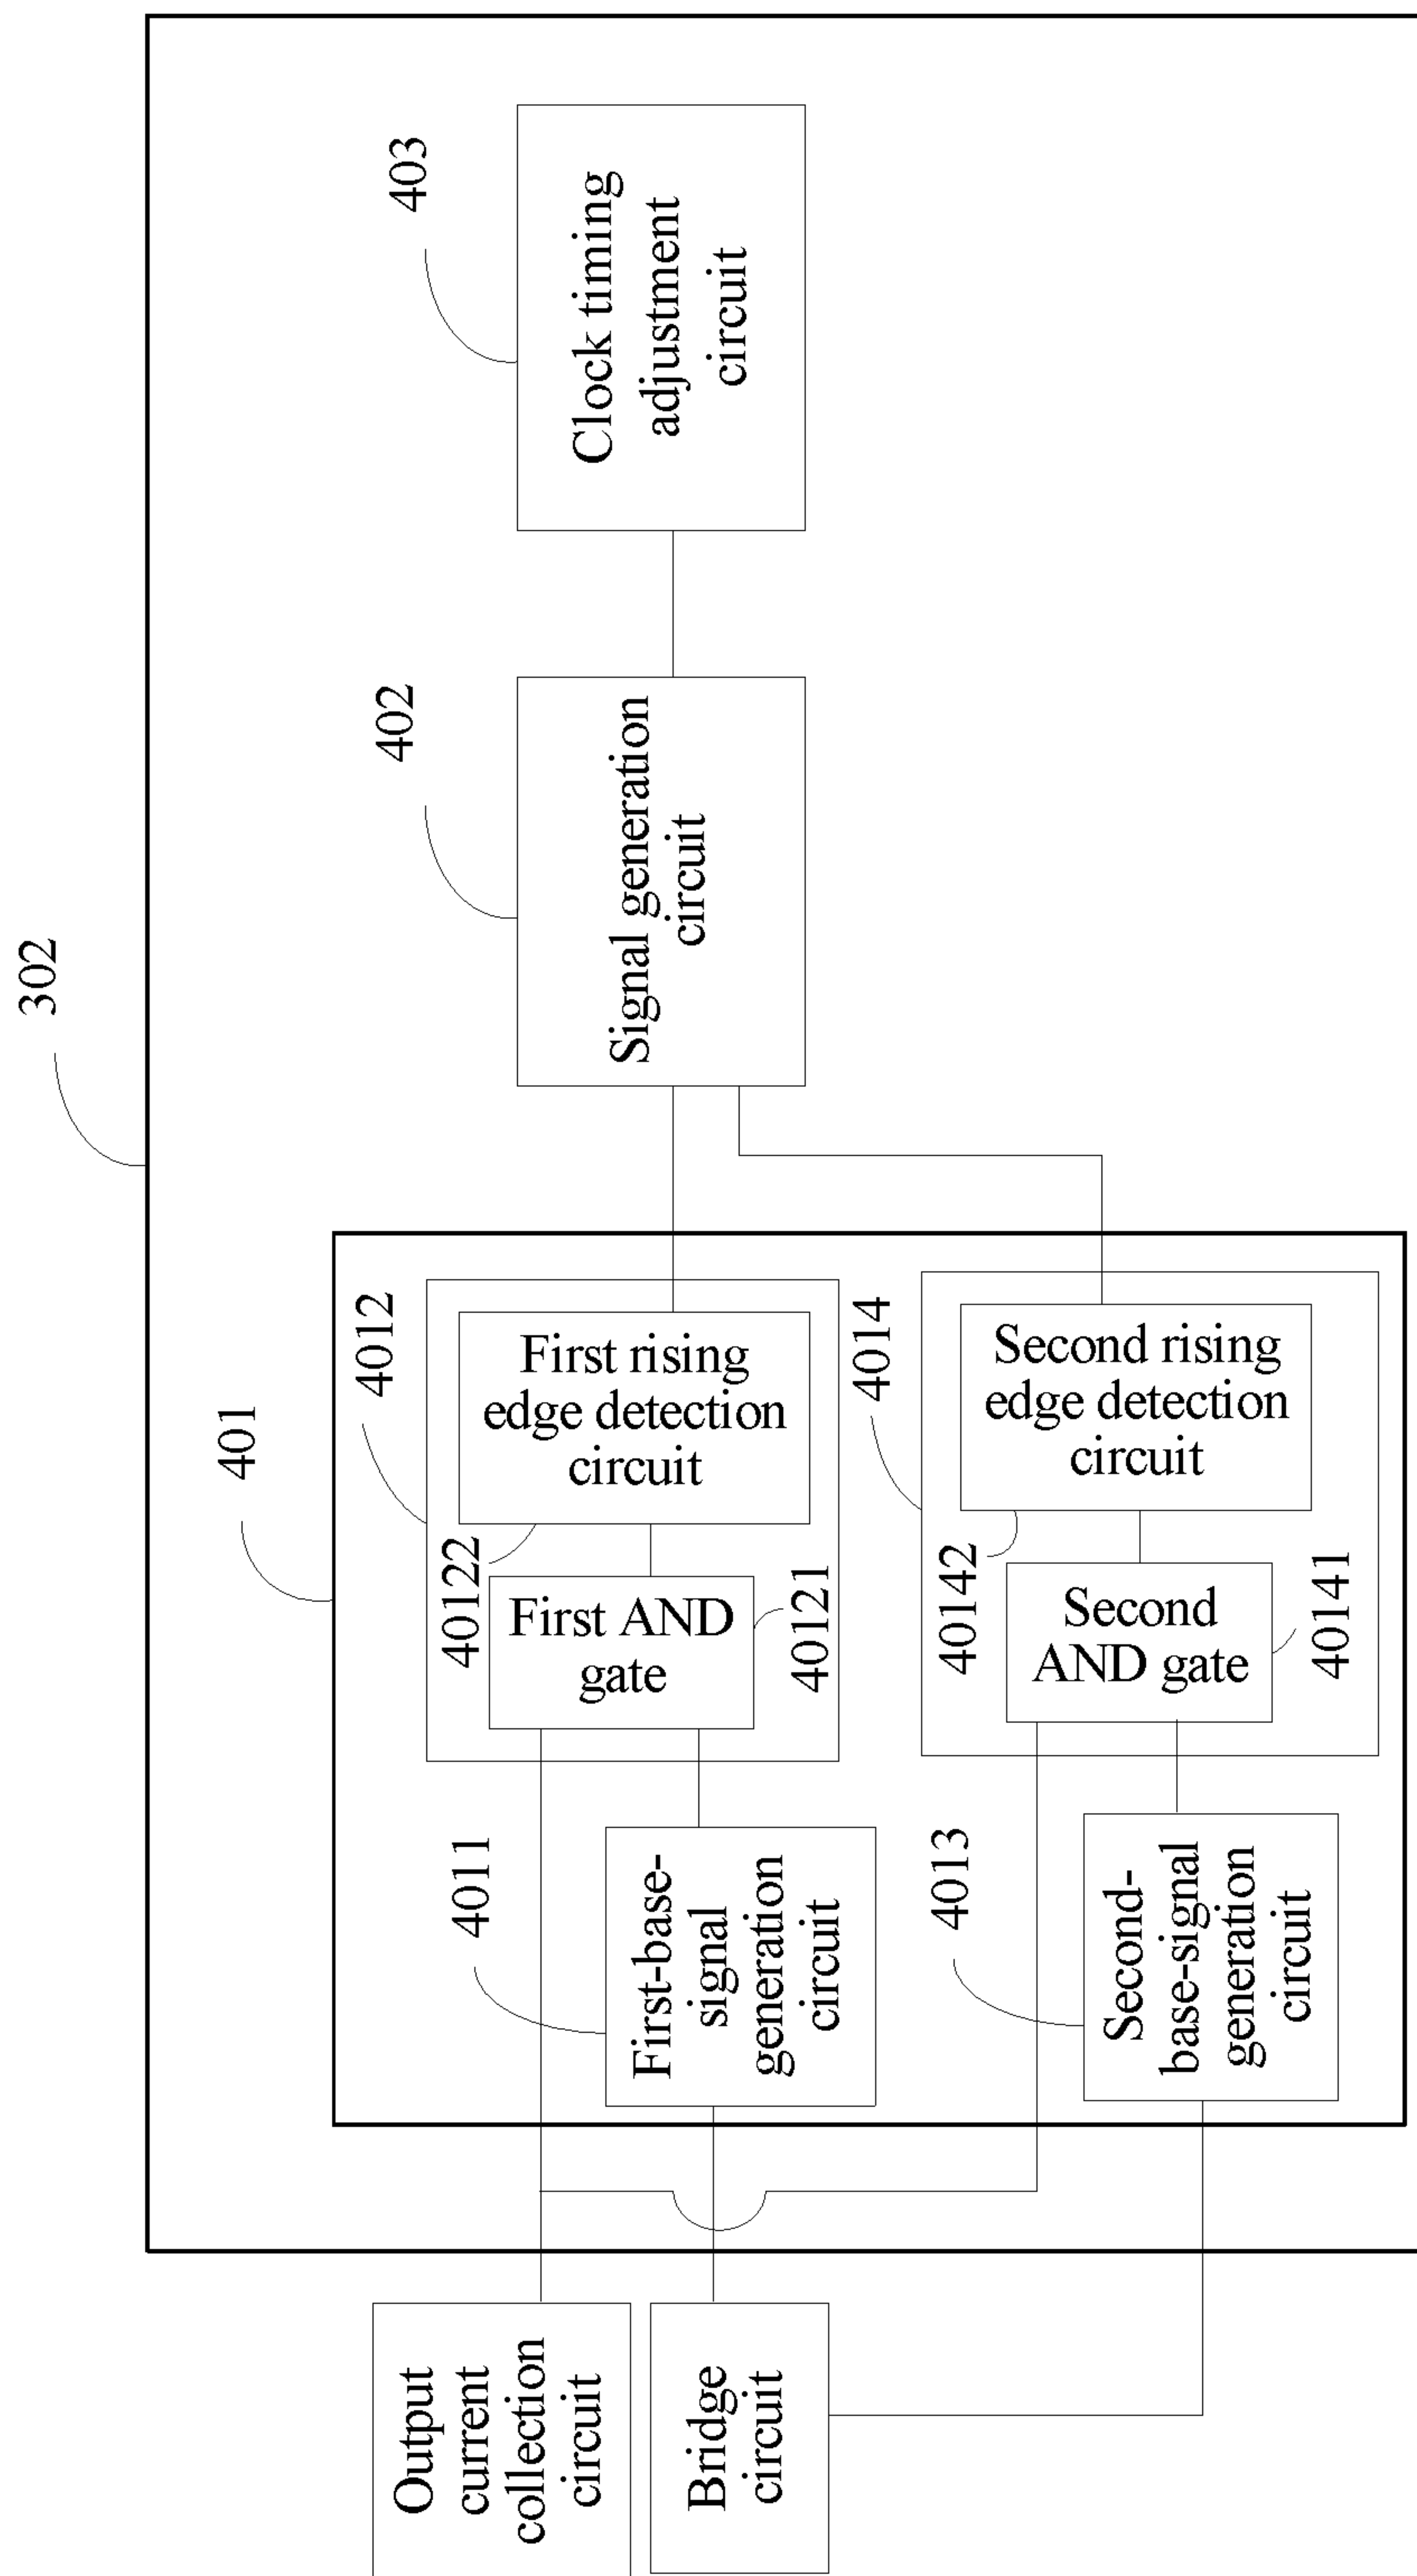 302
403
Clock timing
adjustment
circuit
402
Signal generation
circuit
401
4012
First rising
edge detection
circuit
40122
First AND
gate
40121
4014
Second rising
edge detection
circuit
40142
Second
AND gate
40141
4011
First-base-
signal
generation
circuit
4013
Second-
base-signal
generation
circuit
Output
current
collection
circuit
Bridge
circuit